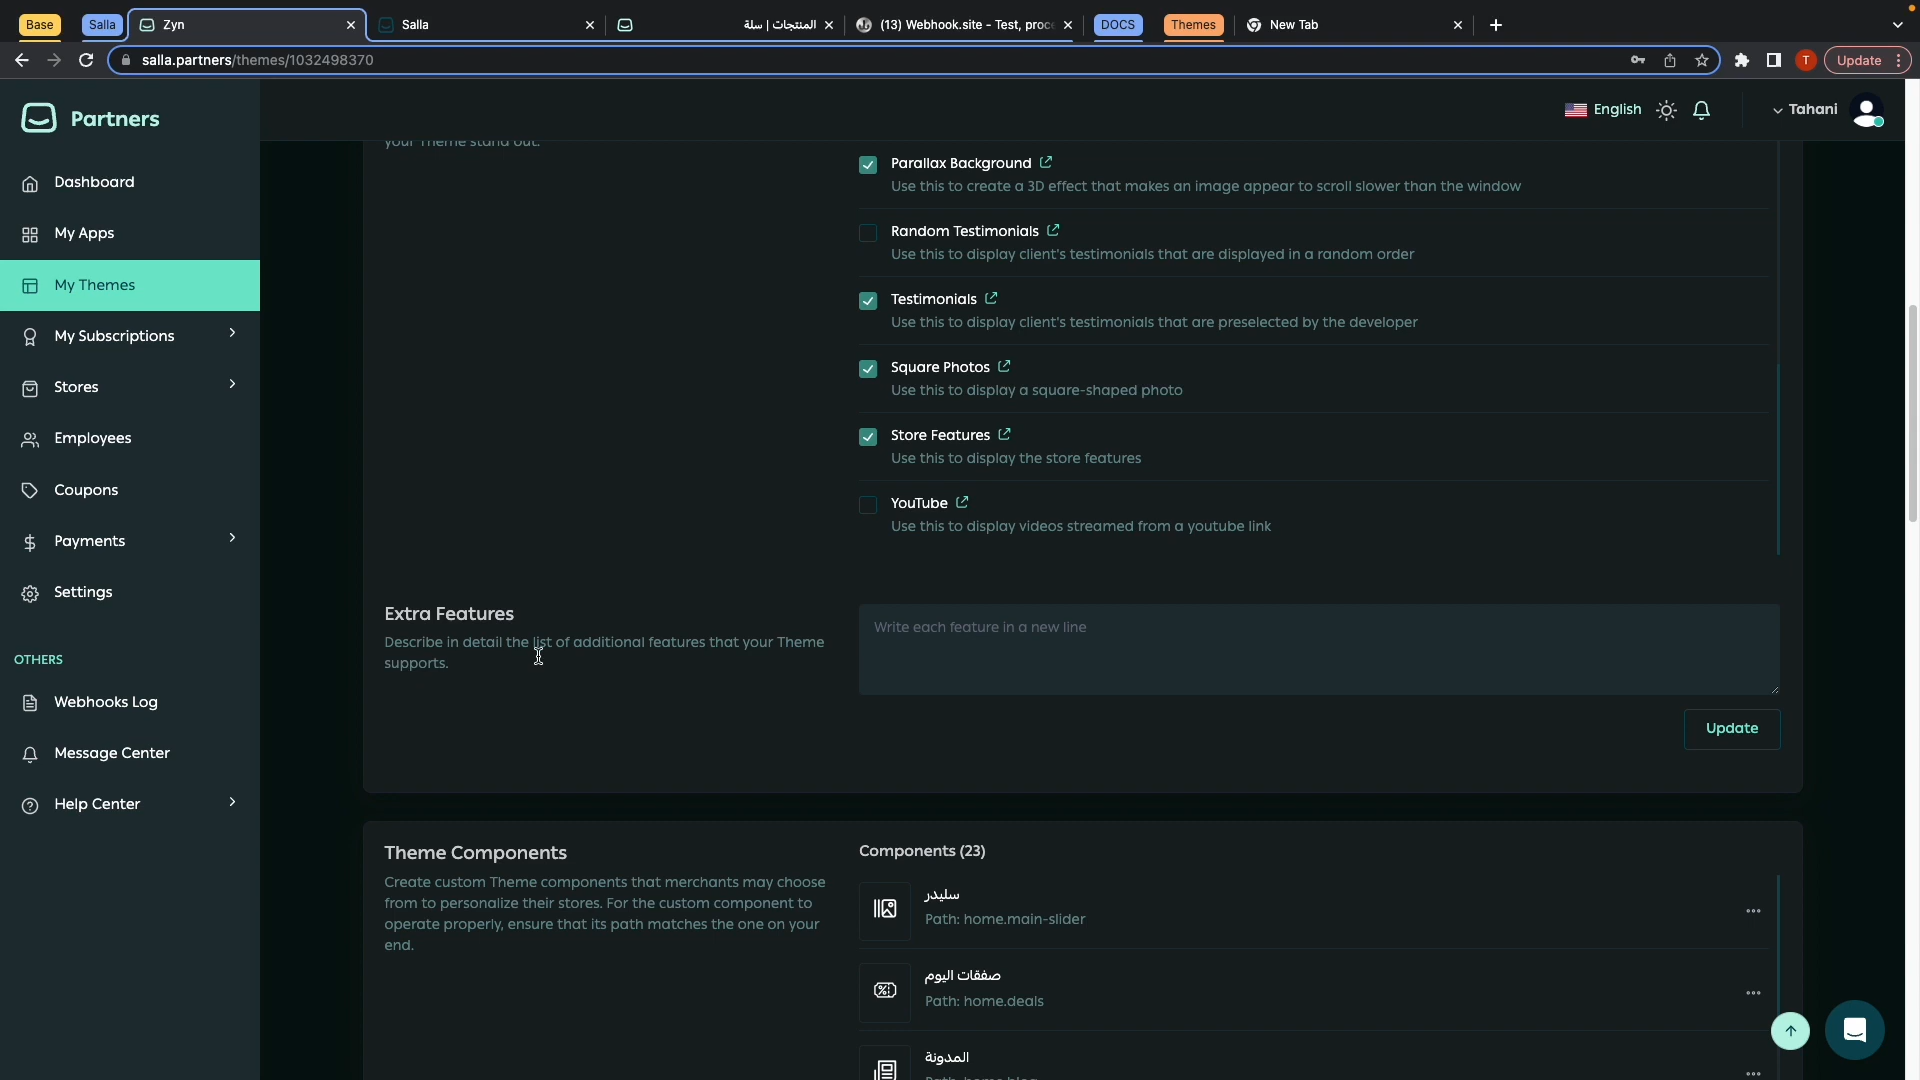 Base
Salla
Zyn
Salla
المنتجات | سلة
(13) Webhook.site - Test, proc
DOCS
Themes
New Tab
salla.partners/themes/1032498370
T
Update
Partners
English
Tahani
Dashboard
My Apps
My Themes
My Subscriptions
Stores
Employees
Coupons
Payments
Settings
OTHERS
Webhooks Log
Message Center
Help Center
your Theme stand out.
Parallax Background
Use this to create a 3D effect that makes an image appear to scroll slower than the window
Random Testimonials
Use this to display client's testimonials that are displayed in a random order
Testimonials
Use this to display client's testimonials that are preselected by the developer
Square Photos
Use this to display a square-shaped photo
Store Features
Use this to display the store features
YouTube
Use this to display videos streamed from a youtube link
Extra Features
Describe in detail the list of additional features that your Theme
supports.
Write each feature in a new line
Update
Theme Components
Create custom Theme components that merchants may choose
from to personalize their stores. For the custom component to
operate properly, ensure that its path matches the one on your
end.
Components (23)
سليدر
Path: home.main-slider
صفقات اليوم
Path: home.deals
المدونة